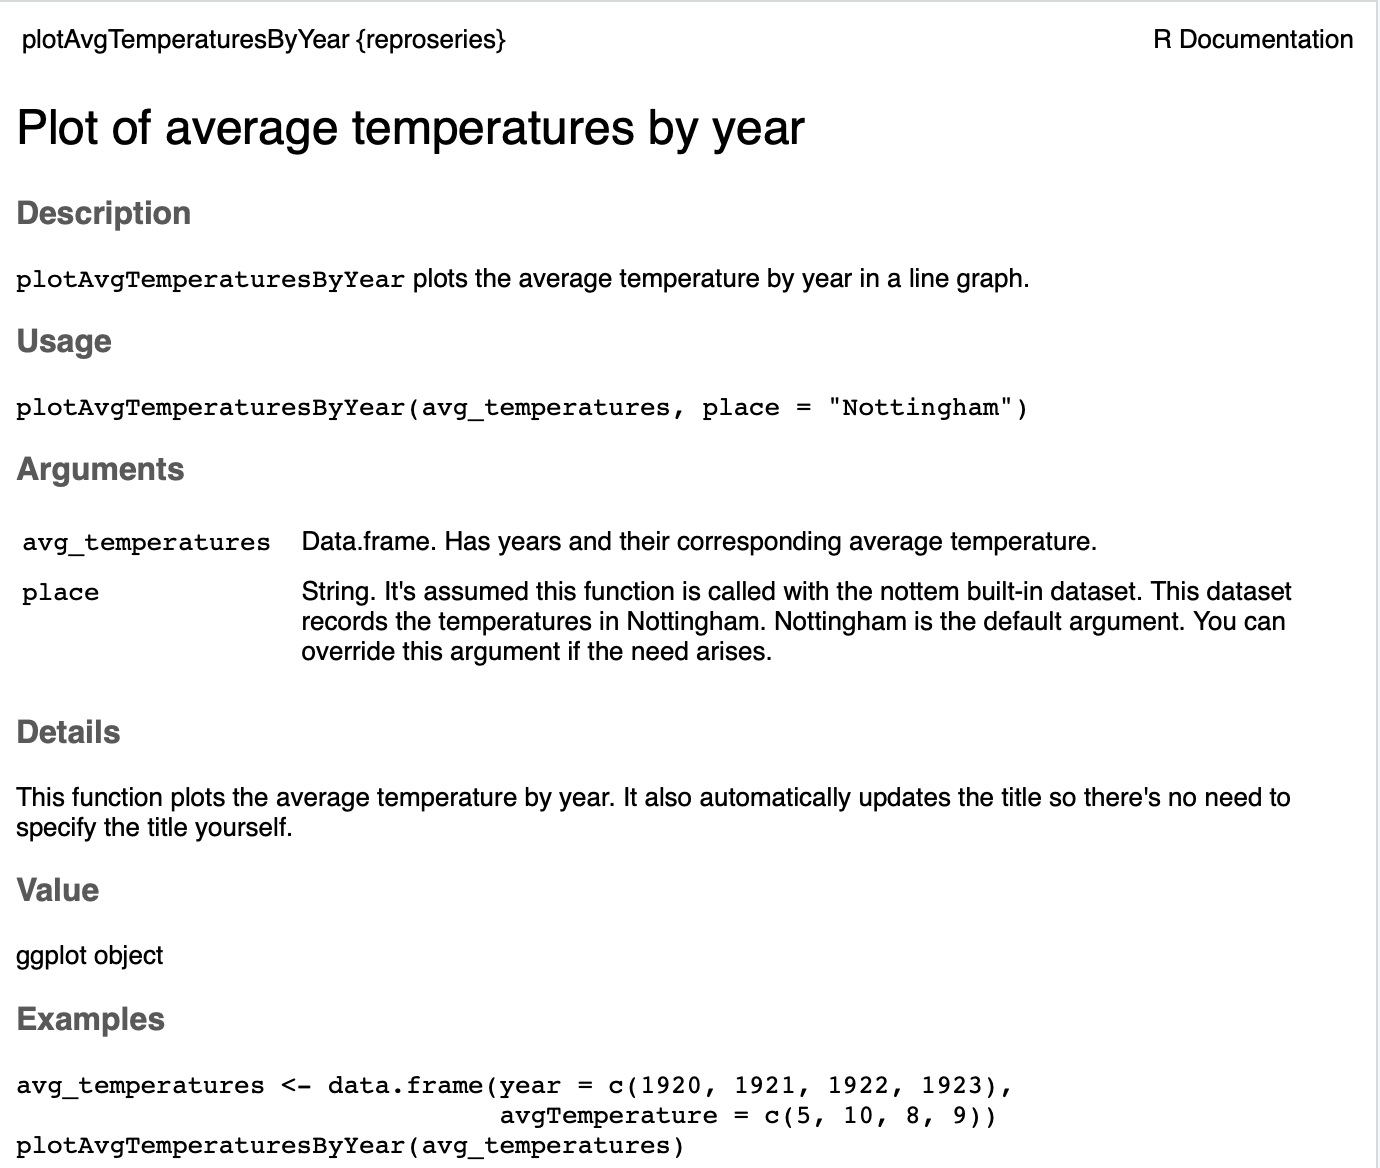 plotAvgTemperaturesByYear {reproseries} R Documentation
Plot of average temperatures by year
Description
plotAvgTemperaturesByYear plots the average temperature by year in a line graph.
Usage
plotAvgTemperaturesByYear(avg_temperatures, place = "Nottingham")
Arguments
avg_temperatures Data.frame. Has years and their corresponding average temperature.
place String. It's assumed this function is called with the nottem built-in dataset. This dataset
records the temperatures in Nottingham. Nottingham is the default argument. You can
override this argument if the need arises.
Details
This function plots the average temperature by year. It also automatically updates the title so there's no need to
specify the title yourself.
Value
ggplot object
Examples
avg_temperatures <- data.frame(year = c(1920, 1921, 1922, 1923),
avgTemperature = c(5, 10, 8, 9))
plotAvgTemperaturesByYear(avg_temperatures)